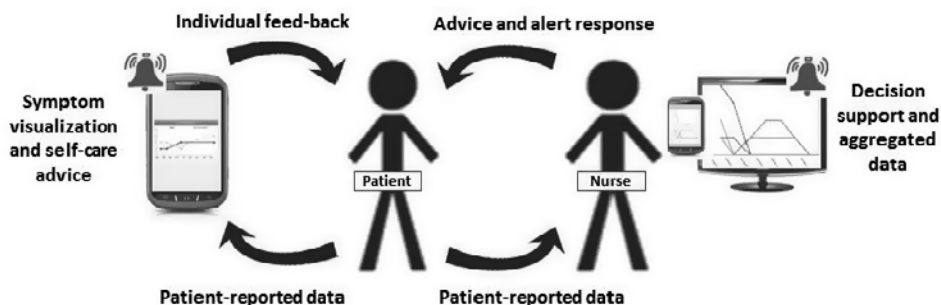 Individual feed-back
Advice and alert response
Symptom
visualization
and self-care
advice
Patient
Nurse
Decision
support and
aggregated
data
Patient-reported data
Patient-reported data